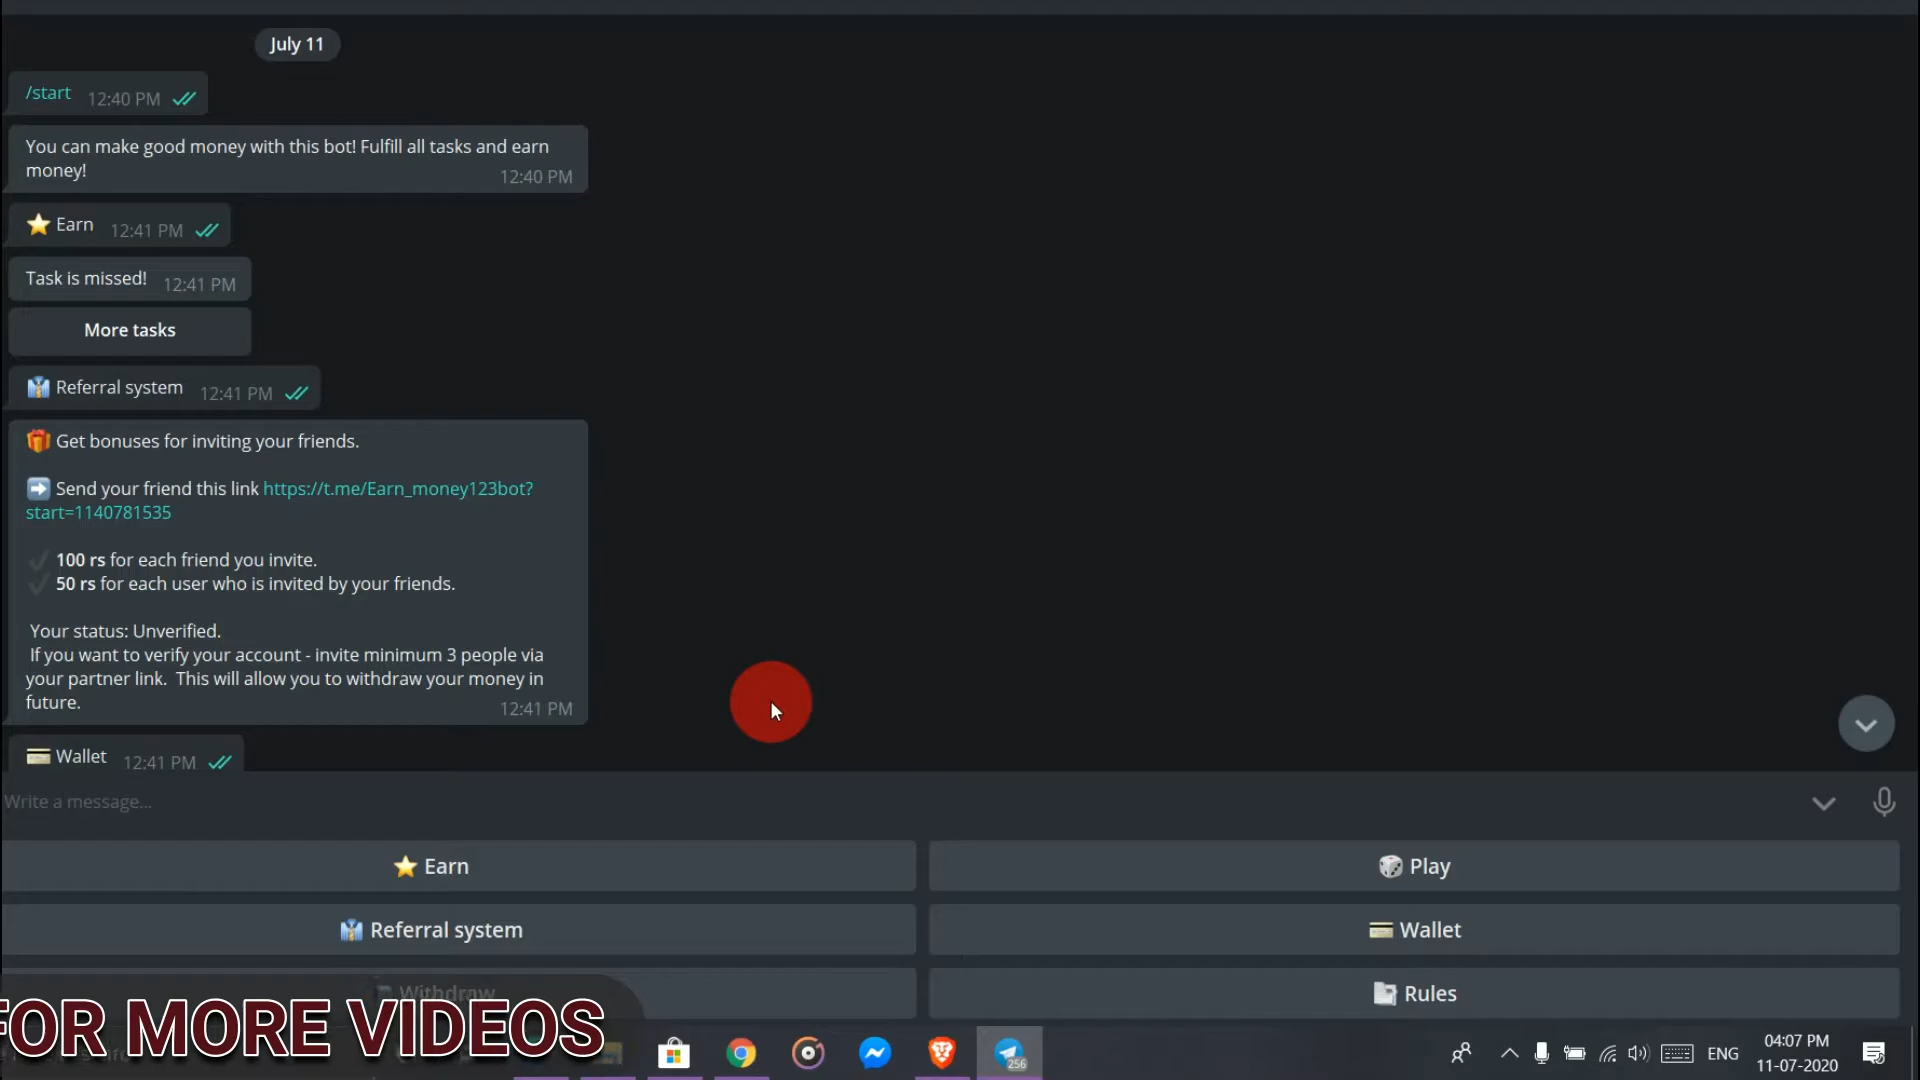 July 11
/start 12:40 PM
You can make good money with this bot! Fulfill all tasks and earn
money!
12:40 PM
Earn 12:41 PM
Task is missed! 12:41 PM
More tasks
Referral system 12:41 PM
Get bonuses for inviting your friends.
Send your friend this link https://t.me/Earn_money123bot?
start=1140781535
100 rs for each friend you invite.
50 rs for each user who is invited by your friends.
Your status: Unverified.
If you want to verify your account - invite minimum 3 people via
your partner link. This will allow you to withdraw your money in
future.
12:41 PM
Wallet 12:41 PM
Write a message...
Earn
Play
Referral system
Wallet
Withdraw
Rules
FOR MORE VIDEOS
256
ENG
04:07 PM
11-07-2020